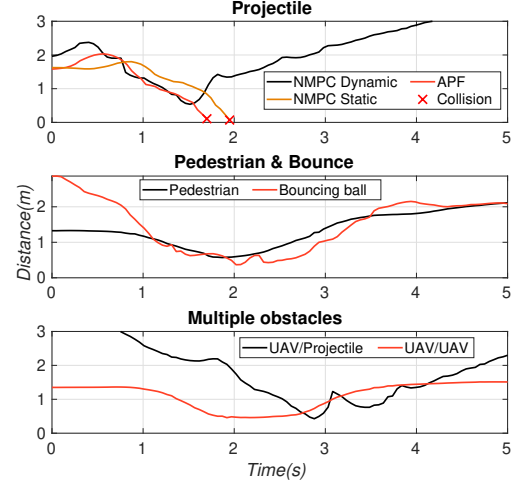 Projectile
3
2
1
0
NMPC Dynamic
APF
NMPC Static
Collision
0 1 2 3 4 5
Pedestrian & Bounce
Distance(m)
2
1
0
Pedestrian
Bouncing ball
0 1 2 3 4 5
Multiple obstacles
3
2
1
0
UAV/Projectile
UAV/UAV
0 1 2 3 4 5
Time(s)